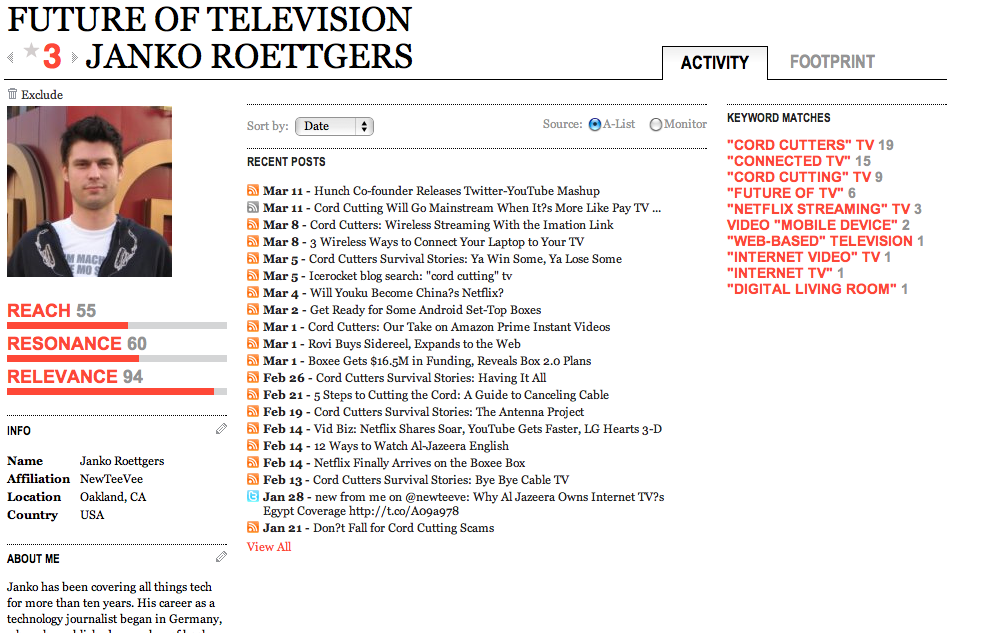 FUTURE OF TELEVISION
3 JANKO ROETTGERS
ACTIVITY
FOOTPRINT
Exclude
REACH 55
RESONANCE 60
RELEVANCE 94
INFO
Name Janko Roettgers
Affiliation NewTeeVee
Location Oakland, CA
Country USA
ABOUT ME
Janko has been covering all things tech
for more than ten years. His career as a
technology journalist began in Germany,
Sort by: Date
Source: A-List Monitor
RECENT POSTS
Mar 11 - Hunch Co-founder Releases Twitter-YouTube Mashup
Mar 11 - Cord Cutting Will Go Mainstream When It?s More Like Pay TV ...
Mar 8 - Cord Cutters: Wireless Streaming With the Imation Link
Mar 8 - 3 Wireless Ways to Connect Your Laptop to Your TV
Mar 5 - Cord Cutters Survival Stories: Ya Win Some, Ya Lose Some
Mar 5 - Icerocket blog search: "cord cutting" tv
Mar 4 - Will Youku Become China?s Netflix?
Mar 2 - Get Ready for Some Android Set-Top Boxes
Mar 1 - Cord Cutters: Our Take on Amazon Prime Instant Videos
Mar 1 - Rovi Buys Sidereel, Expands to the Web
Mar 1 - Boxee Gets $16.5M in Funding, Reveals Box 2.0 Plans
Feb 26 - Cord Cutters Survival Stories: Having It All
Feb 21 - 5 Steps to Cutting the Cord: A Guide to Canceling Cable
Feb 19 - Cord Cutters Survival Stories: The Antenna Project
Feb 14 - Vid Biz: Netflix Shares Soar, YouTube Gets Faster, LG Hearts 3-D
Feb 14 - 12 Ways to Watch Al-Jazeera English
Feb 14 - Netflix Finally Arrives on the Boxee Box
Feb 13 - Cord Cutters Survival Stories: Bye Bye Cable TV
Jan 28 - new from me on @newteeve: Why Al Jazeera Owns Internet TV?s
Egypt Coverage http://t.co/A09a978
Jan 21 - Don?t Fall for Cord Cutting Scams
View All
KEYWORD MATCHES
"CORD CUTTERS" TV 19
"CONNECTED TV" 15
"CORD CUTTING" TV 9
"FUTURE OF TV" 6
"NETFLIX STREAMING" TV 3
VIDEO "MOBILE DEVICE" 2
"WEB-BASED" TELEVISION 1
"INTERNET VIDEO" TV 1
"INTERNET TV" 1
"DIGITAL LIVING ROOM" 1